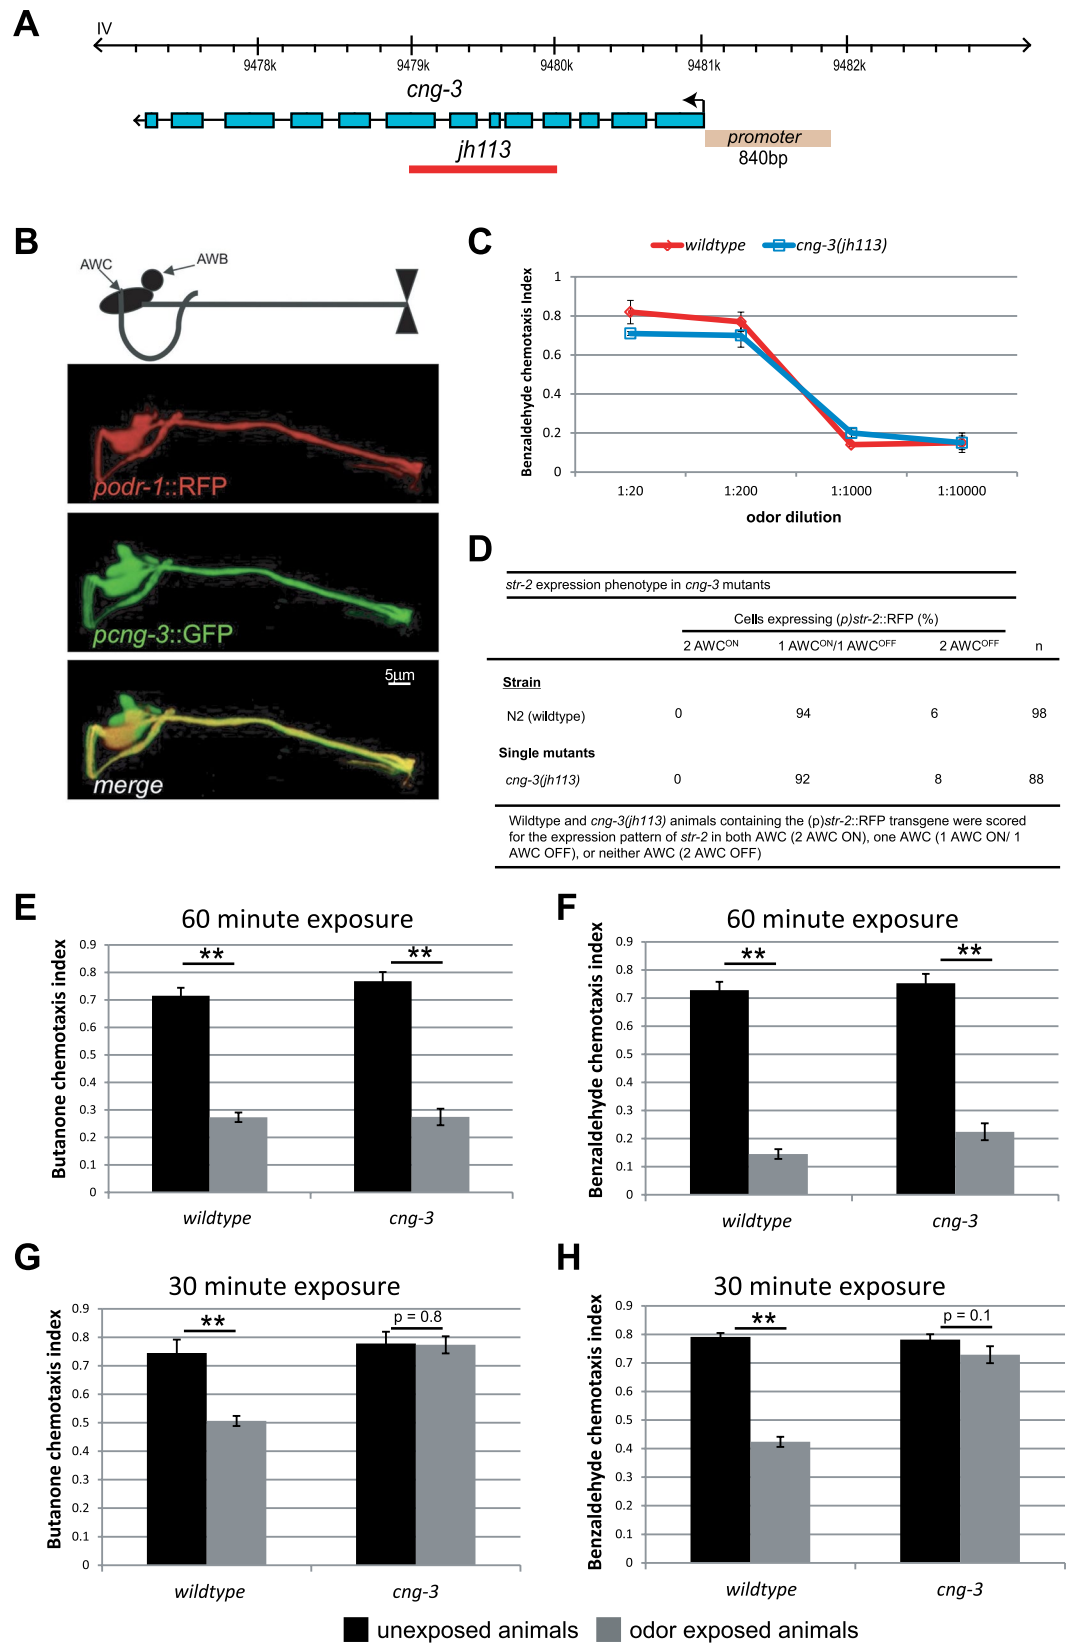 A
IV
9478k 9479k 9480k 9481k 9482k
cng-3
promoter
jh113
840bp
B
AWC
AWB
podr-1::RFP
pcng-3::GFP
5µm
merge
C
wildtype cng-3(jh113)
Benzaldehyde chemotaxis Index
1
0.8
0.6
0.4
0.2
0
1:20 1:200 1:1000 1:10000
odor dilution
D
str-2 expression phenotype in cng-3 mutants
Cells expressing (p)str-2::RFP (%)
2 AWCON 1 AWCON/1 AWCOFF 2 AWCOFF n
Strain
N2 (wildtype) 0 94 6 98
Single mutants
cng-3(jh113) 0 92 8 88
Wildtype and cng-3(jh113) animals containing the (p)str-2::RFP transgene were scored
for the expression pattern of str-2 in both AWC (2 AWC ON), one AWC (1 AWC ON/ 1
AWC OFF), or neither AWC (2 AWC OFF)
E
60 minute exposure
Butanone chemotaxis index
0.9
0.8
0.7
0.6
0.5
0.4
0.3
0.2
0.1
0
** **
wildtype cng-3
F
60 minute exposure
Benzaldehyde chemotaxis index
0.9
0.8
0.7
0.6
0.5
0.4
0.3
0.2
0.1
0
** **
wildtype cng-3
G
30 minute exposure
Butanone chemotaxis index
0.9
0.8
0.7
0.6
0.5
0.4
0.3
0.2
0.1
0
** p = 0.8
wildtype cng-3
H
30 minute exposure
Benzaldehyde chemotaxis index
0.9
0.8
0.7
0.6
0.5
0.4
0.3
0.2
0.1
0
** p = 0.1
wildtype cng-3
unexposed animals odor exposed animals